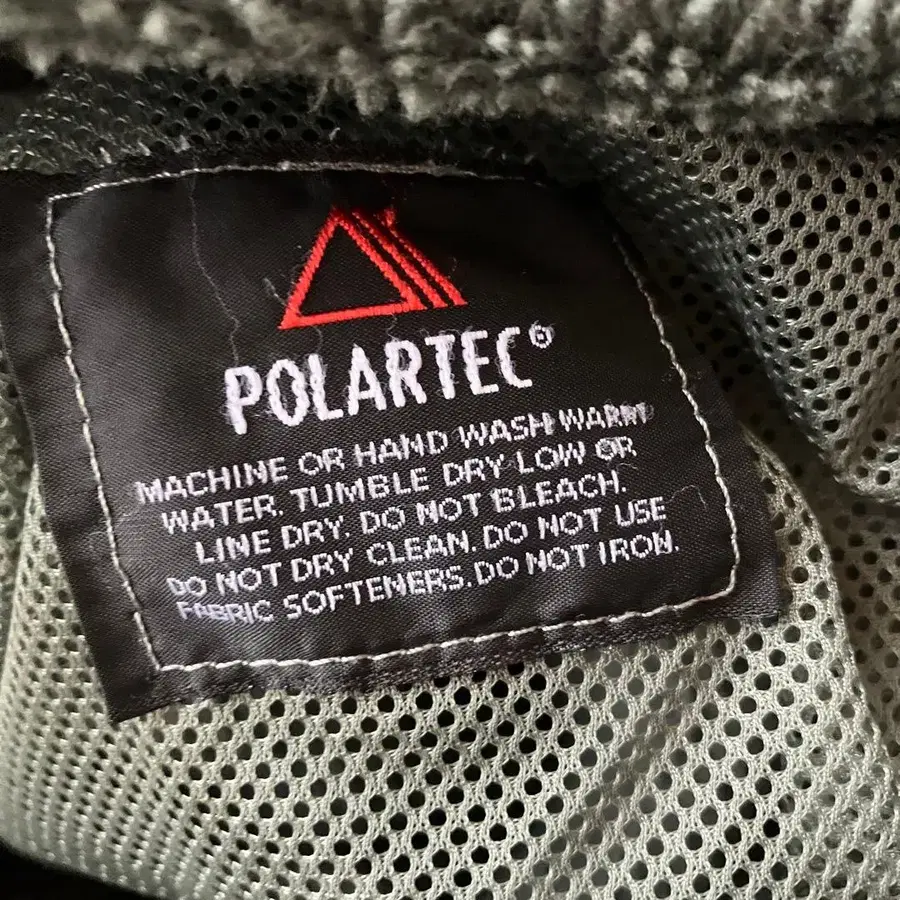 POLARTEC®
MACHINE OR HAND WASH WARM
WATER. TUMBLE DRY LOW OR
LINE DRY. DO NOT BLEACH.
DO NOT DRY CLEAN. DO NOT USE
FABRIC SOFTENERS. DO NOT IRON.